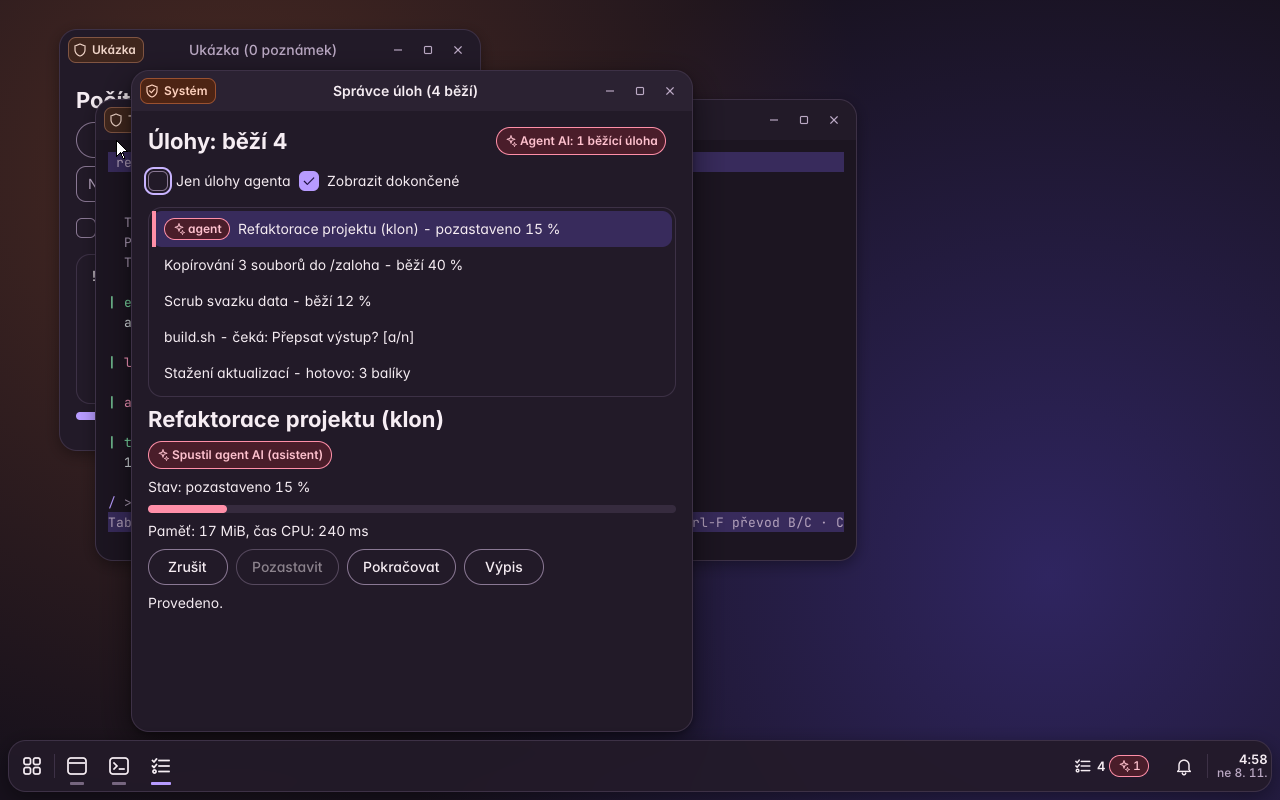 Ukázka
Ukázka (0 poznámek)
Systém
Správce úloh (4 běží)
Úlohy: běží 4
Agent AI: 1 běžící úloha
Jen úlohy agenta
Zobrazit dokončené
agent
Refaktorace projektu (klon) - pozastaveno 15 %
Kopírování 3 souborů do /zaloha - běží 40 %
Scrub svazku data - běží 12 %
build.sh - čeká: Přepsat výstup? [a/n]
Stažení aktualizací - hotovo: 3 balíky
Refaktorace projektu (klon)
Spustil agent AI (asistent)
Stav: pozastaveno 15 %
Paměť: 17 MiB, čas CPU: 240 ms
Zrušit
Pozastavit
Pokračovat
Výpis
Provedeno.
/ >
Tab
rl-F převod B/C · C
4
1
4:58
ne 8. 11.